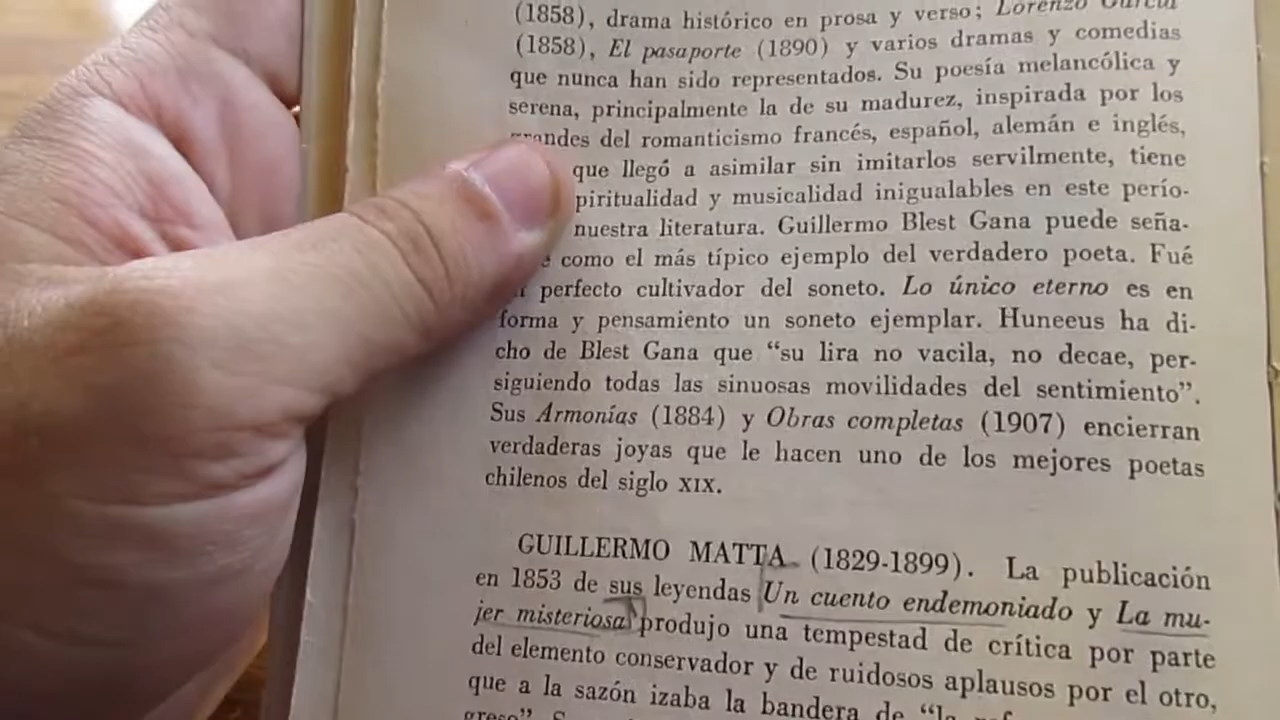 (1858), drama histórico en prosa y verso; Lorenzo García
(1858), El pasaporte (1890) y varios dramas y comedias
que nunca han sido representados. Su poesía melancólica y
serena, principalmente la de su madurez, inspirada por los
grandes del romanticismo francés, español, alemán e inglés,
que llegó a asimilar sin imitarlos servilmente, tiene
piritualidad y musicalidad inigualables en este perío-
nuestra literatura. Guillermo Blest Gana puede seña-
como el más típico ejemplo del verdadero poeta. Fué
perfecto cultivador del soneto. Lo único eterno es en
forma y pensamiento un soneto ejemplar. Huneeus ha di-
cho de Blest Gana que “su lira no vacila, no decae, per-
siguiendo todas las sinuosas movilidades del sentimiento”.
Sus Armonías (1884) y Obras completas (1907) encierran
verdaderas joyas que le hacen uno de los mejores poetas
chilenos del siglo XIX.
GUILLERMO MATTA (1829-1899). La publicación
en 1853 de sus leyendas Un cuento endemoniado y La mu-
jer misteriosa produjo una tempestad de crítica por parte
del elemento conservador y de ruidosos aplausos por el otro,
que a la sazón izaba la bandera de “la